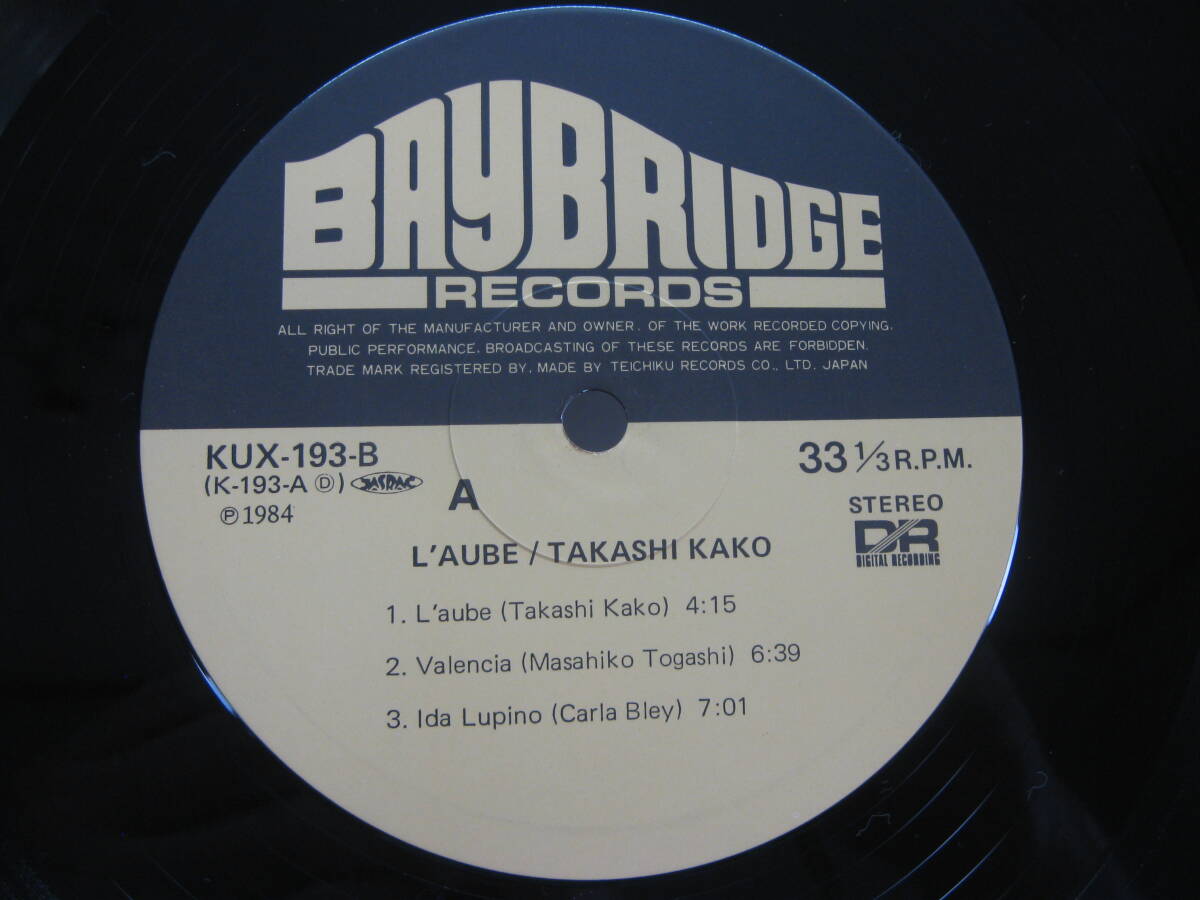 BAYBRIDGE
RECORDS
ALL RIGHT OF THE MANUFACTURER AND OWNER. OF THE WORK RECORDED COPYING.
PUBLIC PERFORMANCE. BROADCASTING OF THESE RECORDS ARE FORBIDDEN.
TRADE MARK REGISTERED BY. MADE BY TEICHIKU RECORDS CO., LTD. JAPAN
KUX-193-B
33 1/3 R.P.M.
(K-193-A Ⓓ) JASRAC
A
STEREO
℗1984
DR
DIGITAL RECORDING
L'AUBE / TAKASHI KAKO
1. L'aube (Takashi Kako) 4:15
2. Valencia (Masahiko Togashi) 6:39
3. Ida Lupino (Carla Bley) 7:01